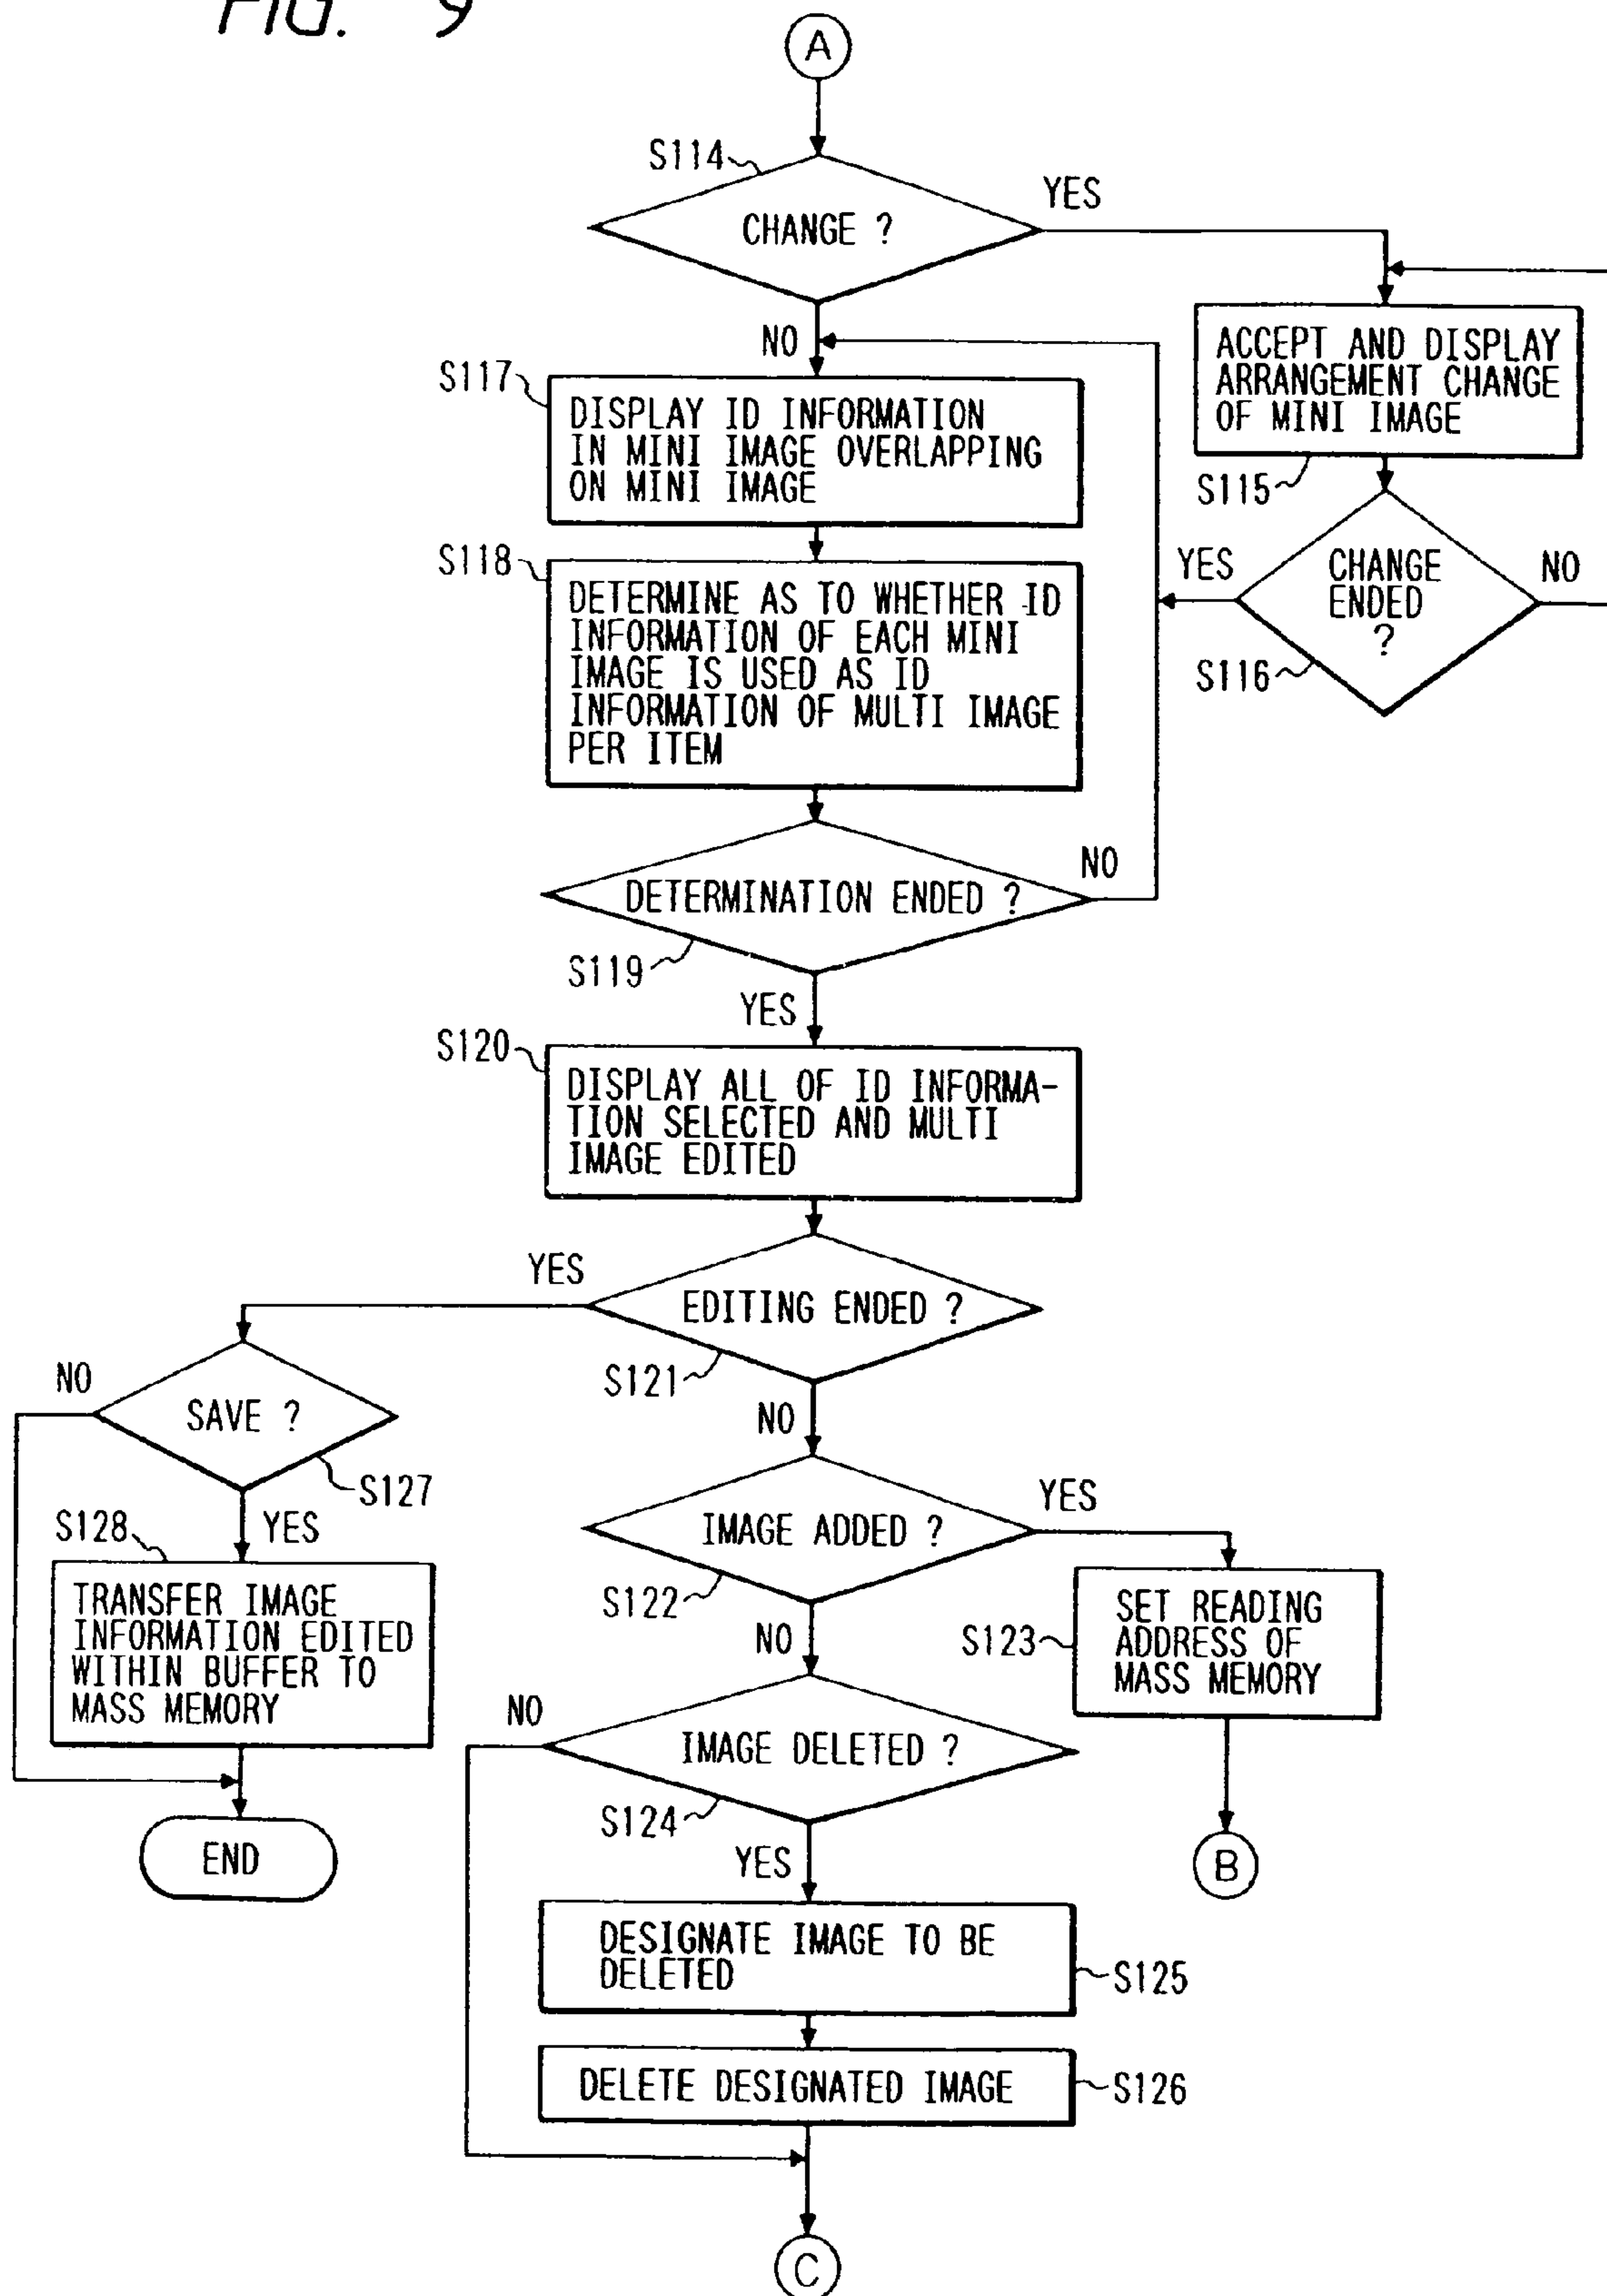 FIG. 9
A
S114
CHANGE ?
YES
NO
ACCEPT AND DISPLAY
ARRANGEMENT CHANGE
OF MINI IMAGE
S115
S117
DISPLAY ID INFORMATION
IN MINI IMAGE OVERLAPPING
ON MINI IMAGE
CHANGE
ENDED
?
YES
NO
S116
S118
DETERMINE AS TO WHETHER ID
INFORMATION OF EACH MINI
IMAGE IS USED AS ID
INFORMATION OF MULTI IMAGE
PER ITEM
DETERMINATION ENDED ?
NO
S119
YES
S120
DISPLAY ALL OF ID INFORMA-
TION SELECTED AND MULTI
IMAGE EDITED
YES
EDITING ENDED ?
S121
NO
NO
SAVE ?
S127
YES
S128
TRANSFER IMAGE
INFORMATION EDITED
WITHIN BUFFER TO
MASS MEMORY
END
IMAGE ADDED ?
YES
S122
NO
S123
SET READING
ADDRESS OF
MASS MEMORY
B
NO
IMAGE DELETED ?
S124
YES
DESIGNATE IMAGE TO BE
DELETED
S125
DELETE DESIGNATED IMAGE
S126
C